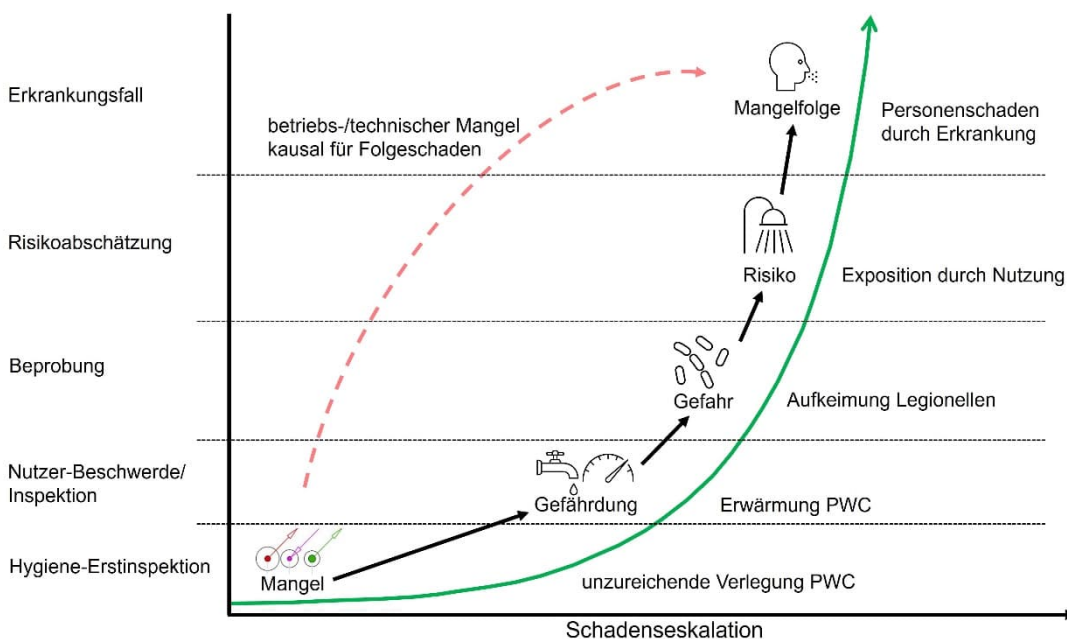 Erkrankungsfall
betriebs-/technischer Mangel
kausal für Folgeschaden
Mangelfolge
Personenschaden
durch Erkrankung
Risikoabschätzung
Risiko
Exposition durch Nutzung
Beprobung
Gefahr
Aufkeimung Legionellen
Nutzer-Beschwerde/
Inspektion
Gefährdung
Erwärmung PWC
Hygiene-Erstinspektion
Mangel
unzureichende Verlegung PWC
Schadenseskalation